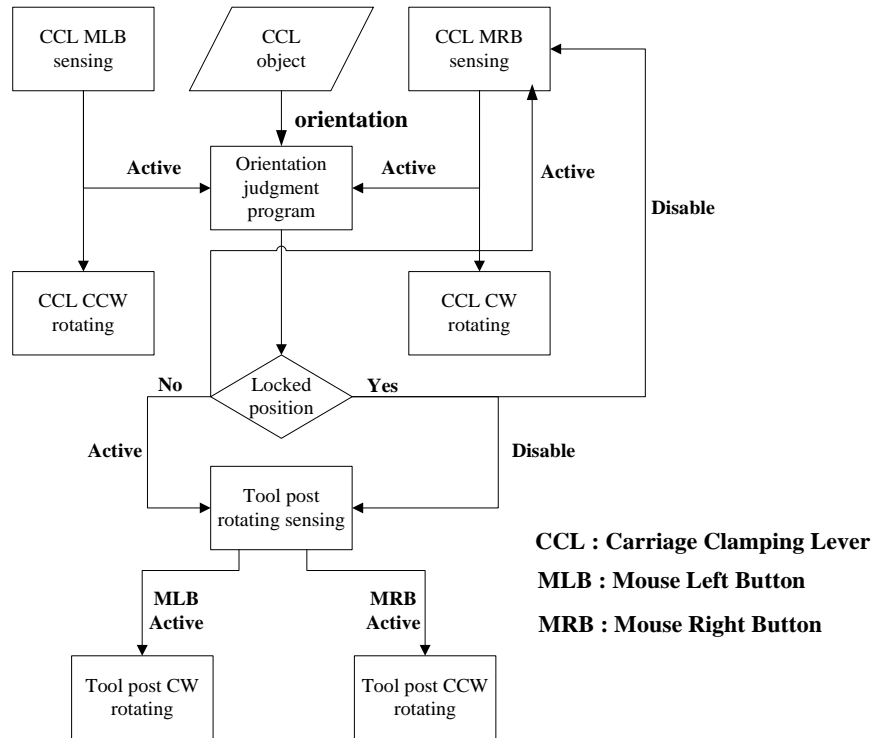 CCL MLB
sensing
CCL
object
CCL MRB
sensing
orientation
Active
Orientation
judgment
program
Active
Active
Disable
CCL CCW
rotating
CCL CW
rotating
No
Locked
position
Yes
Active
Disable
Tool post
rotating sensing
CCL : Carriage Clamping Lever
MLB : Mouse Left Button
MRB : Mouse Right Button
MLB
Active
MRB
Active
Tool post CW
rotating
Tool post CCW
rotating